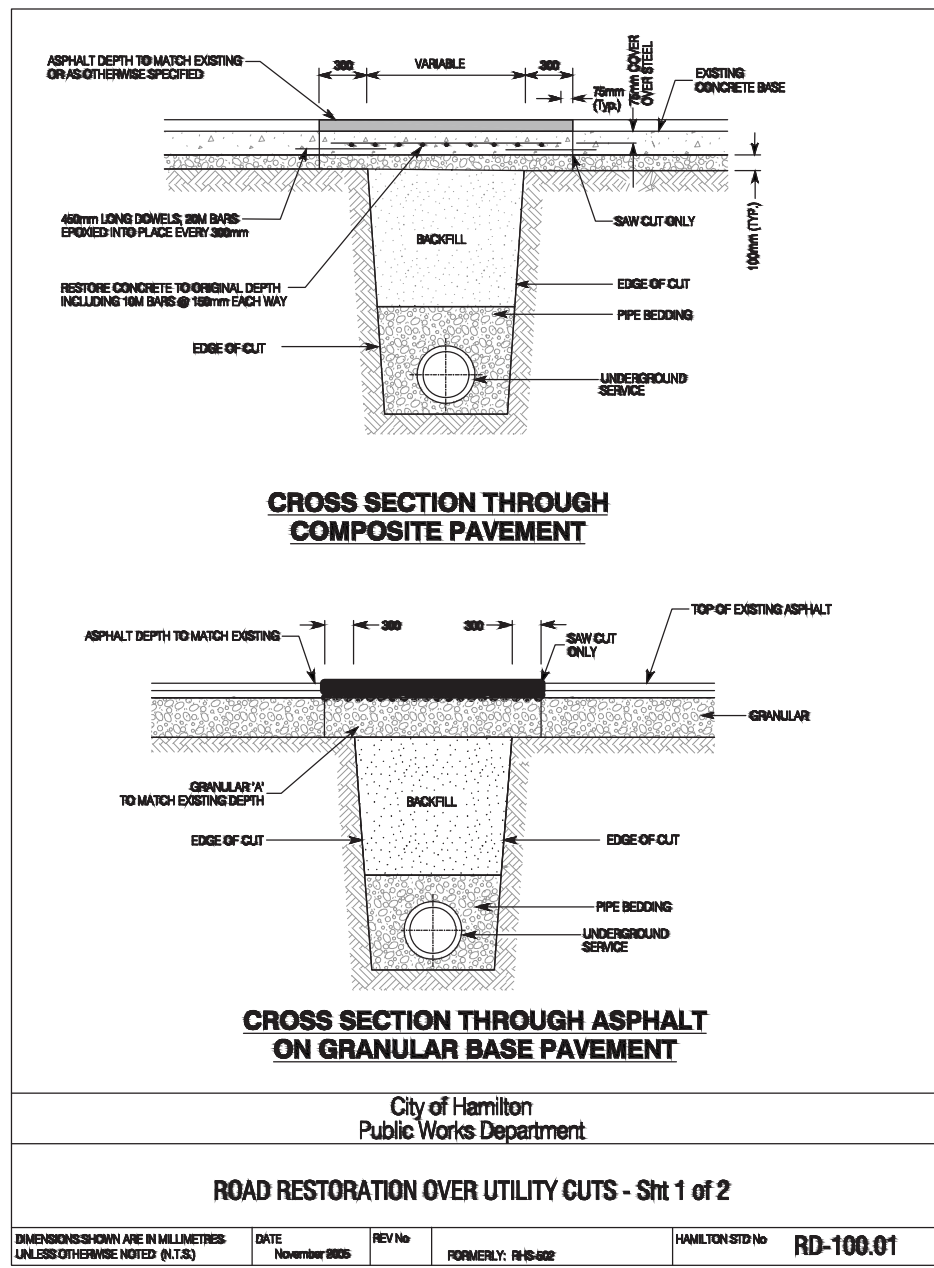 ASPHALT DEPTH TO MATCH EXISTING
OR AS OTHERWISE SPECIFIED
300
VARIABLE
300
75mm
(Typ.)
75mm COVER
OVER STEEL
EXISTING
CONCRETE BASE
450mm LONG DOWELS, 20M BARS
EPOXIED INTO PLACE EVERY 300mm
SAW CUT ONLY
100mm (TYP.)
BACKFILL
RESTORE CONCRETE TO ORIGINAL DEPTH
INCLUDING 10M BARS @ 150mm EACH WAY
EDGE OF CUT
PIPE BEDDING
EDGE OF CUT
UNDERGROUND
SERVICE
CROSS SECTION THROUGH
COMPOSITE PAVEMENT
TOP OF EXISTING ASPHALT
ASPHALT DEPTH TO MATCH EXISTING
300
300
SAW CUT
ONLY
GRANULAR
GRANULAR 'A'
TO MATCH EXISTING DEPTH
BACKFILL
EDGE OF CUT
EDGE OF CUT
PIPE BEDDING
UNDERGROUND
SERVICE
CROSS SECTION THROUGH ASPHALT
ON GRANULAR BASE PAVEMENT
City of Hamilton
Public Works Department
ROAD RESTORATION OVER UTILITY CUTS - Sht 1 of 2
DIMENSIONS SHOWN ARE IN MILLIMETRES
UNLESS OTHERWISE NOTED (N.T.S.)
DATE
November 2005
REV No
FORMERLY: RHS-502
HAMILTON STD No
RD-100.01